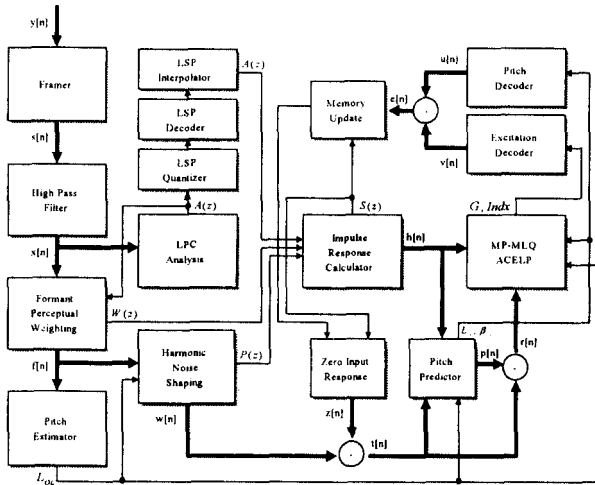 y[n]
Framer
s[n]
High Pass
Filter
x[n]
Formant
Perceptual
Weighting
f[n]
Pitch
Estimator
L_OL
LSP
Interpolator
A(z)
LSP
Decoder
LSP
Quantizer
A(z)
LPC
Analysis
W(z)
Harmonic
Noise
Shaping
P(z)
w[n]
Memory
Update
e[n]
S(z)
Impulse
Response
Calculator
h[n]
Zero Input
Response
z[n]
t[n]
u[n]
Pitch
Decoder
v[n]
Excitation
Decoder
G, Indx
MP-MLQ
ACELP
Pitch
Predictor
p[n]
r[n]